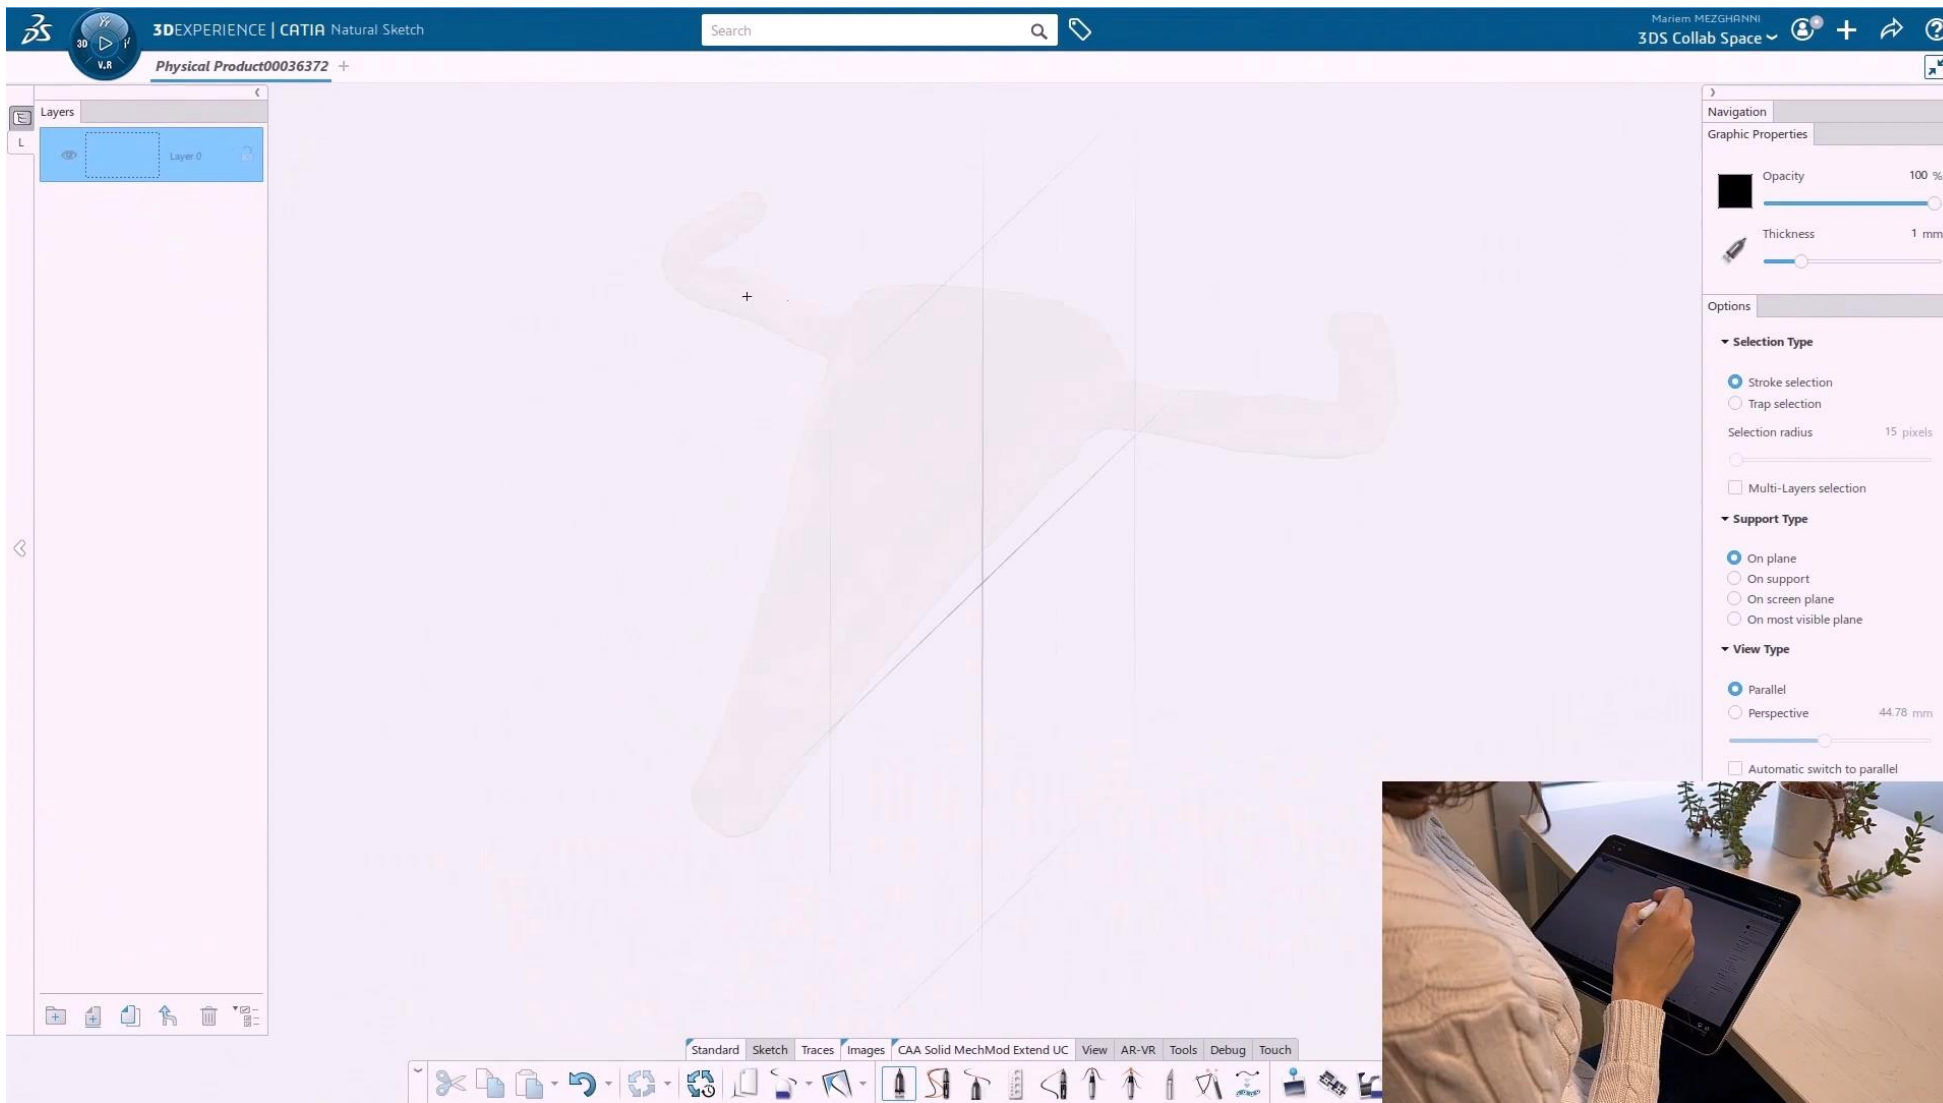 3DEXPERIENCE | CATIA Natural Sketch
3D
V.R
Search
Mariem MEZGHANNI
3DS Collab Space
Physical Product00036372 +
Layers
L
Layer 0
Navigation
Graphic Properties
Opacity 100 %
Thickness 1 mm
Options
Selection Type
Stroke selection
Trap selection
Selection radius 15 pixels
Multi-Layers selection
Support Type
On plane
On support
On screen plane
On most visible plane
View Type
Parallel
Perspective 44.78 mm
Automatic switch to parallel
Standard Sketch Traces Images CAA Solid MechMod Extend UC View AR-VR Tools Debug Touch